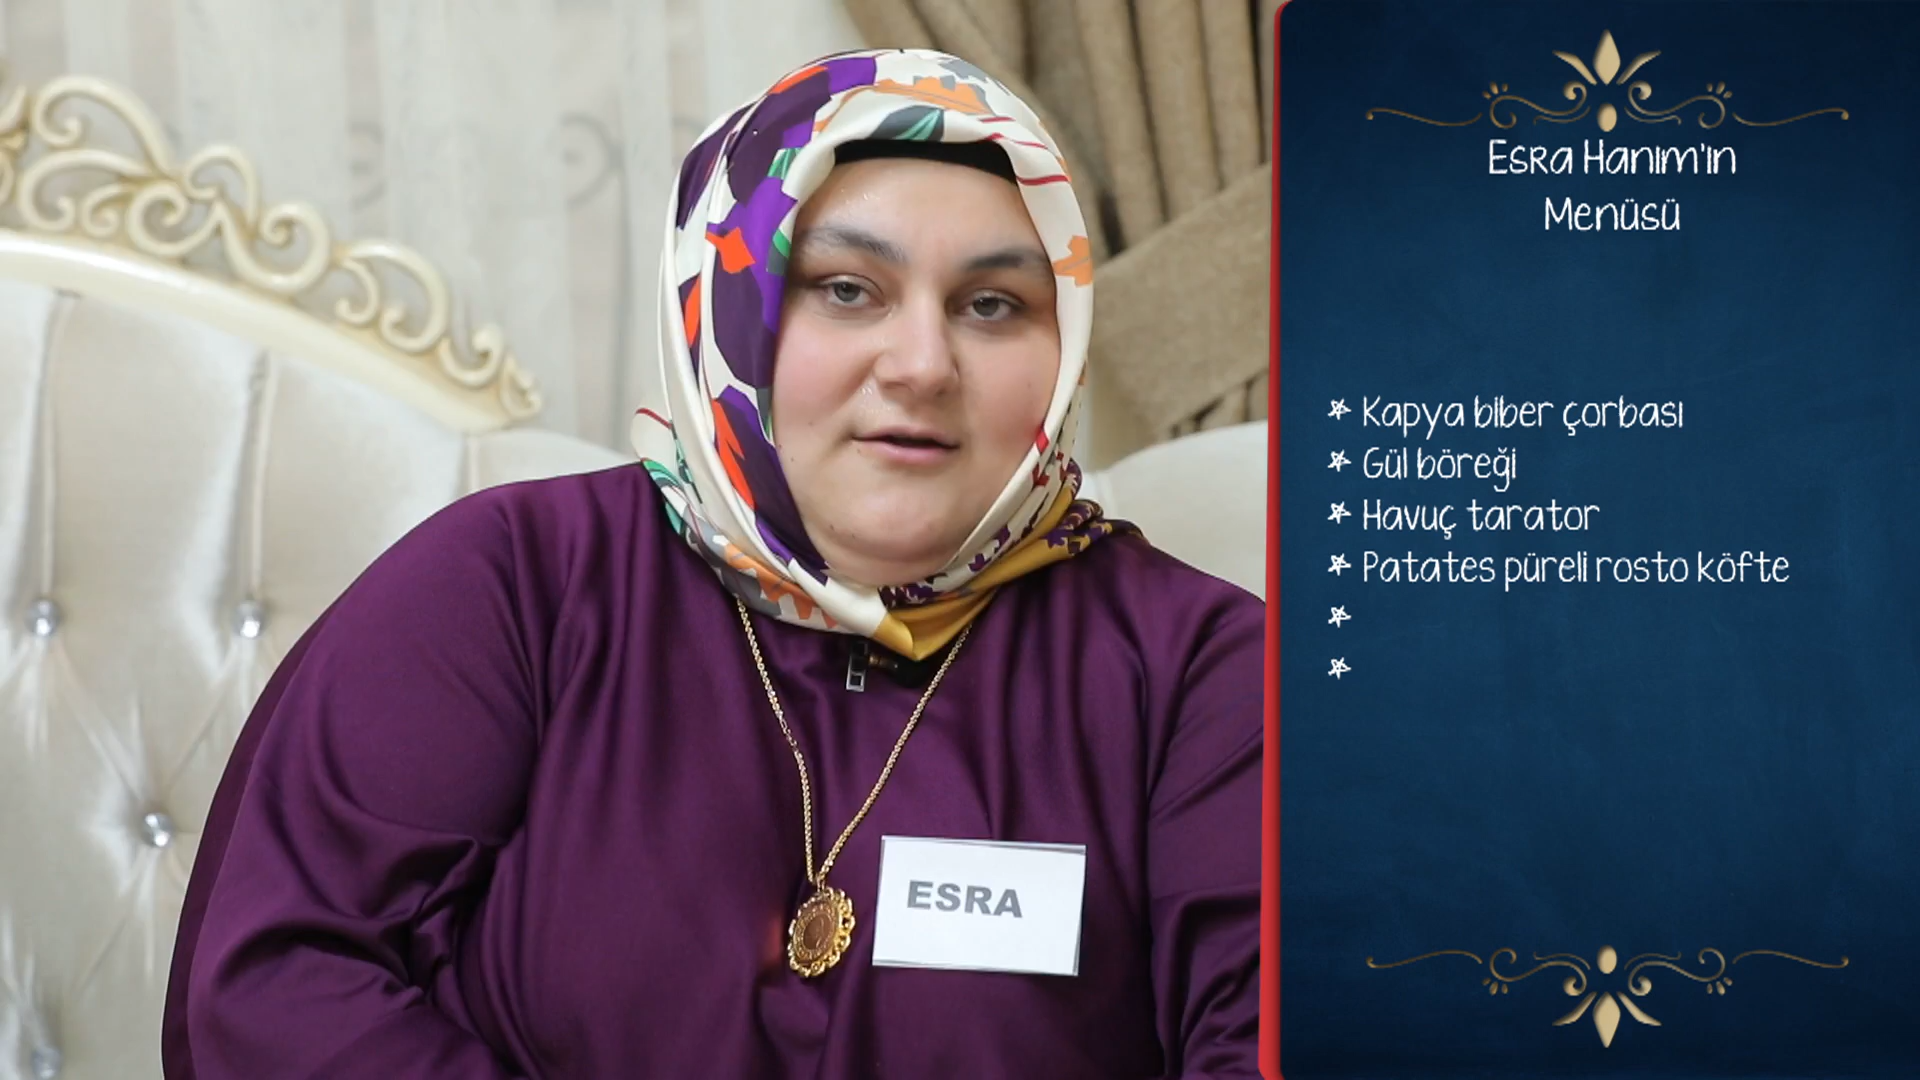 Esra Hanım'ın
Menüsü
Kapya biber çorbası
Gül böreği
Havuç tarator
Patates püreli rosto köfte
ESRA